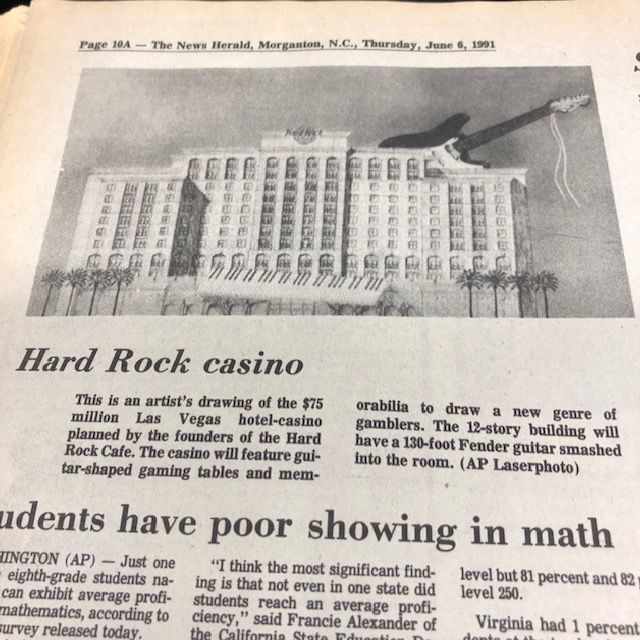 Page 10A — The News Herald, Morganton, N.C., Thursday, June 6, 1991
Hard Rock
Hard Rock casino
This is an artist's drawing of the $75
million Las Vegas hotel-casino
planned by the founders of the Hard
Rock Cafe. The casino will feature gui-
tar-shaped gaming tables and mem-
orabilia to draw a new genre of
gamblers. The 12-story building will
have a 130-foot Fender guitar smashed
into the room. (AP Laserphoto)
udents have poor showing in math
HINGTON (AP) — Just one
eighth-grade students na-
can exhibit average profi-
mathematics, according to
survey released today.
"I think the most significant find-
ing is that not even in one state did
students reach an average profi-
ciency," said Francie Alexander of
the California State Education
level but 81 percent and 82
level 250.
Virginia had 1 percent